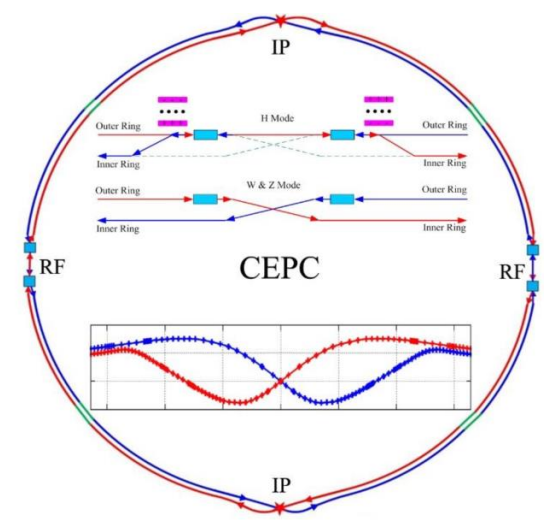 IP
H Mode
Outer Ring
Outer Ring
Inner Ring
Inner Ring
W & Z Mode
Outer Ring
Outer Ring
Inner Ring
Inner Ring
RF
CEPC
RF
IP